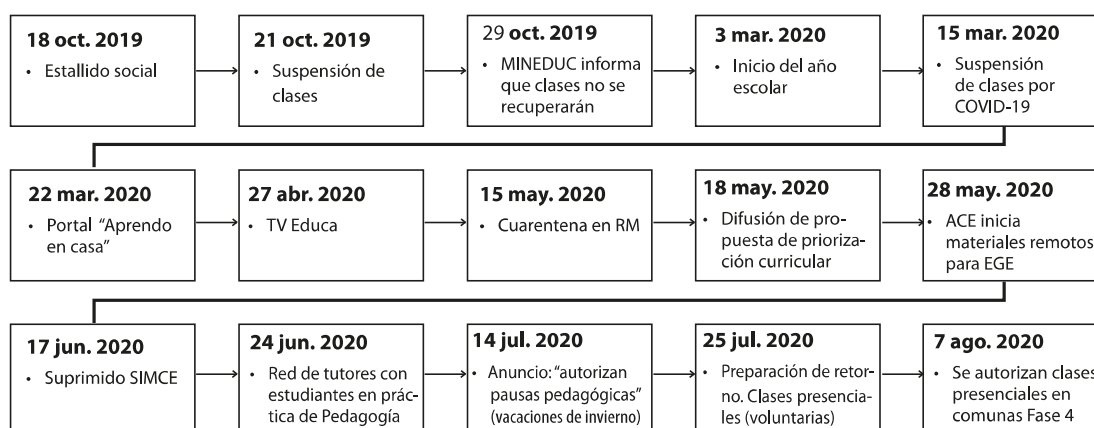 18 oct. 2019
• Estallido social
21 oct. 2019
• Suspensión de
clases
29 oct. 2019
• MINEDUC informa
que clases no se
recuperarán
3 mar. 2020
• Inicio del año
escolar
15 mar. 2020
• Suspensión
de clases por
COVID-19
22 mar. 2020
• Portal “Aprendo
en casa”
27 abr. 2020
• TV Educa
15 may. 2020
• Cuarentena en RM
18 may. 2020
• Difusión de pro-
puesta de prioriza-
ción curricular
28 may. 2020
• ACE inicia
materiales remotos
para EGE
17 jun. 2020
• Suprimido SIMCE
24 jun. 2020
• Red de tutores con
estudiantes en prác-
tica de Pedagogía
14 jul. 2020
• Anuncio: “autorizan
pausas pedagógicas”
(vacaciones de invierno)
25 jul. 2020
• Preparación de retor-
no. Clases presencia-
les (voluntarias)
7 ago. 2020
• Se autorizan clases
presenciales en
comunas Fase 4